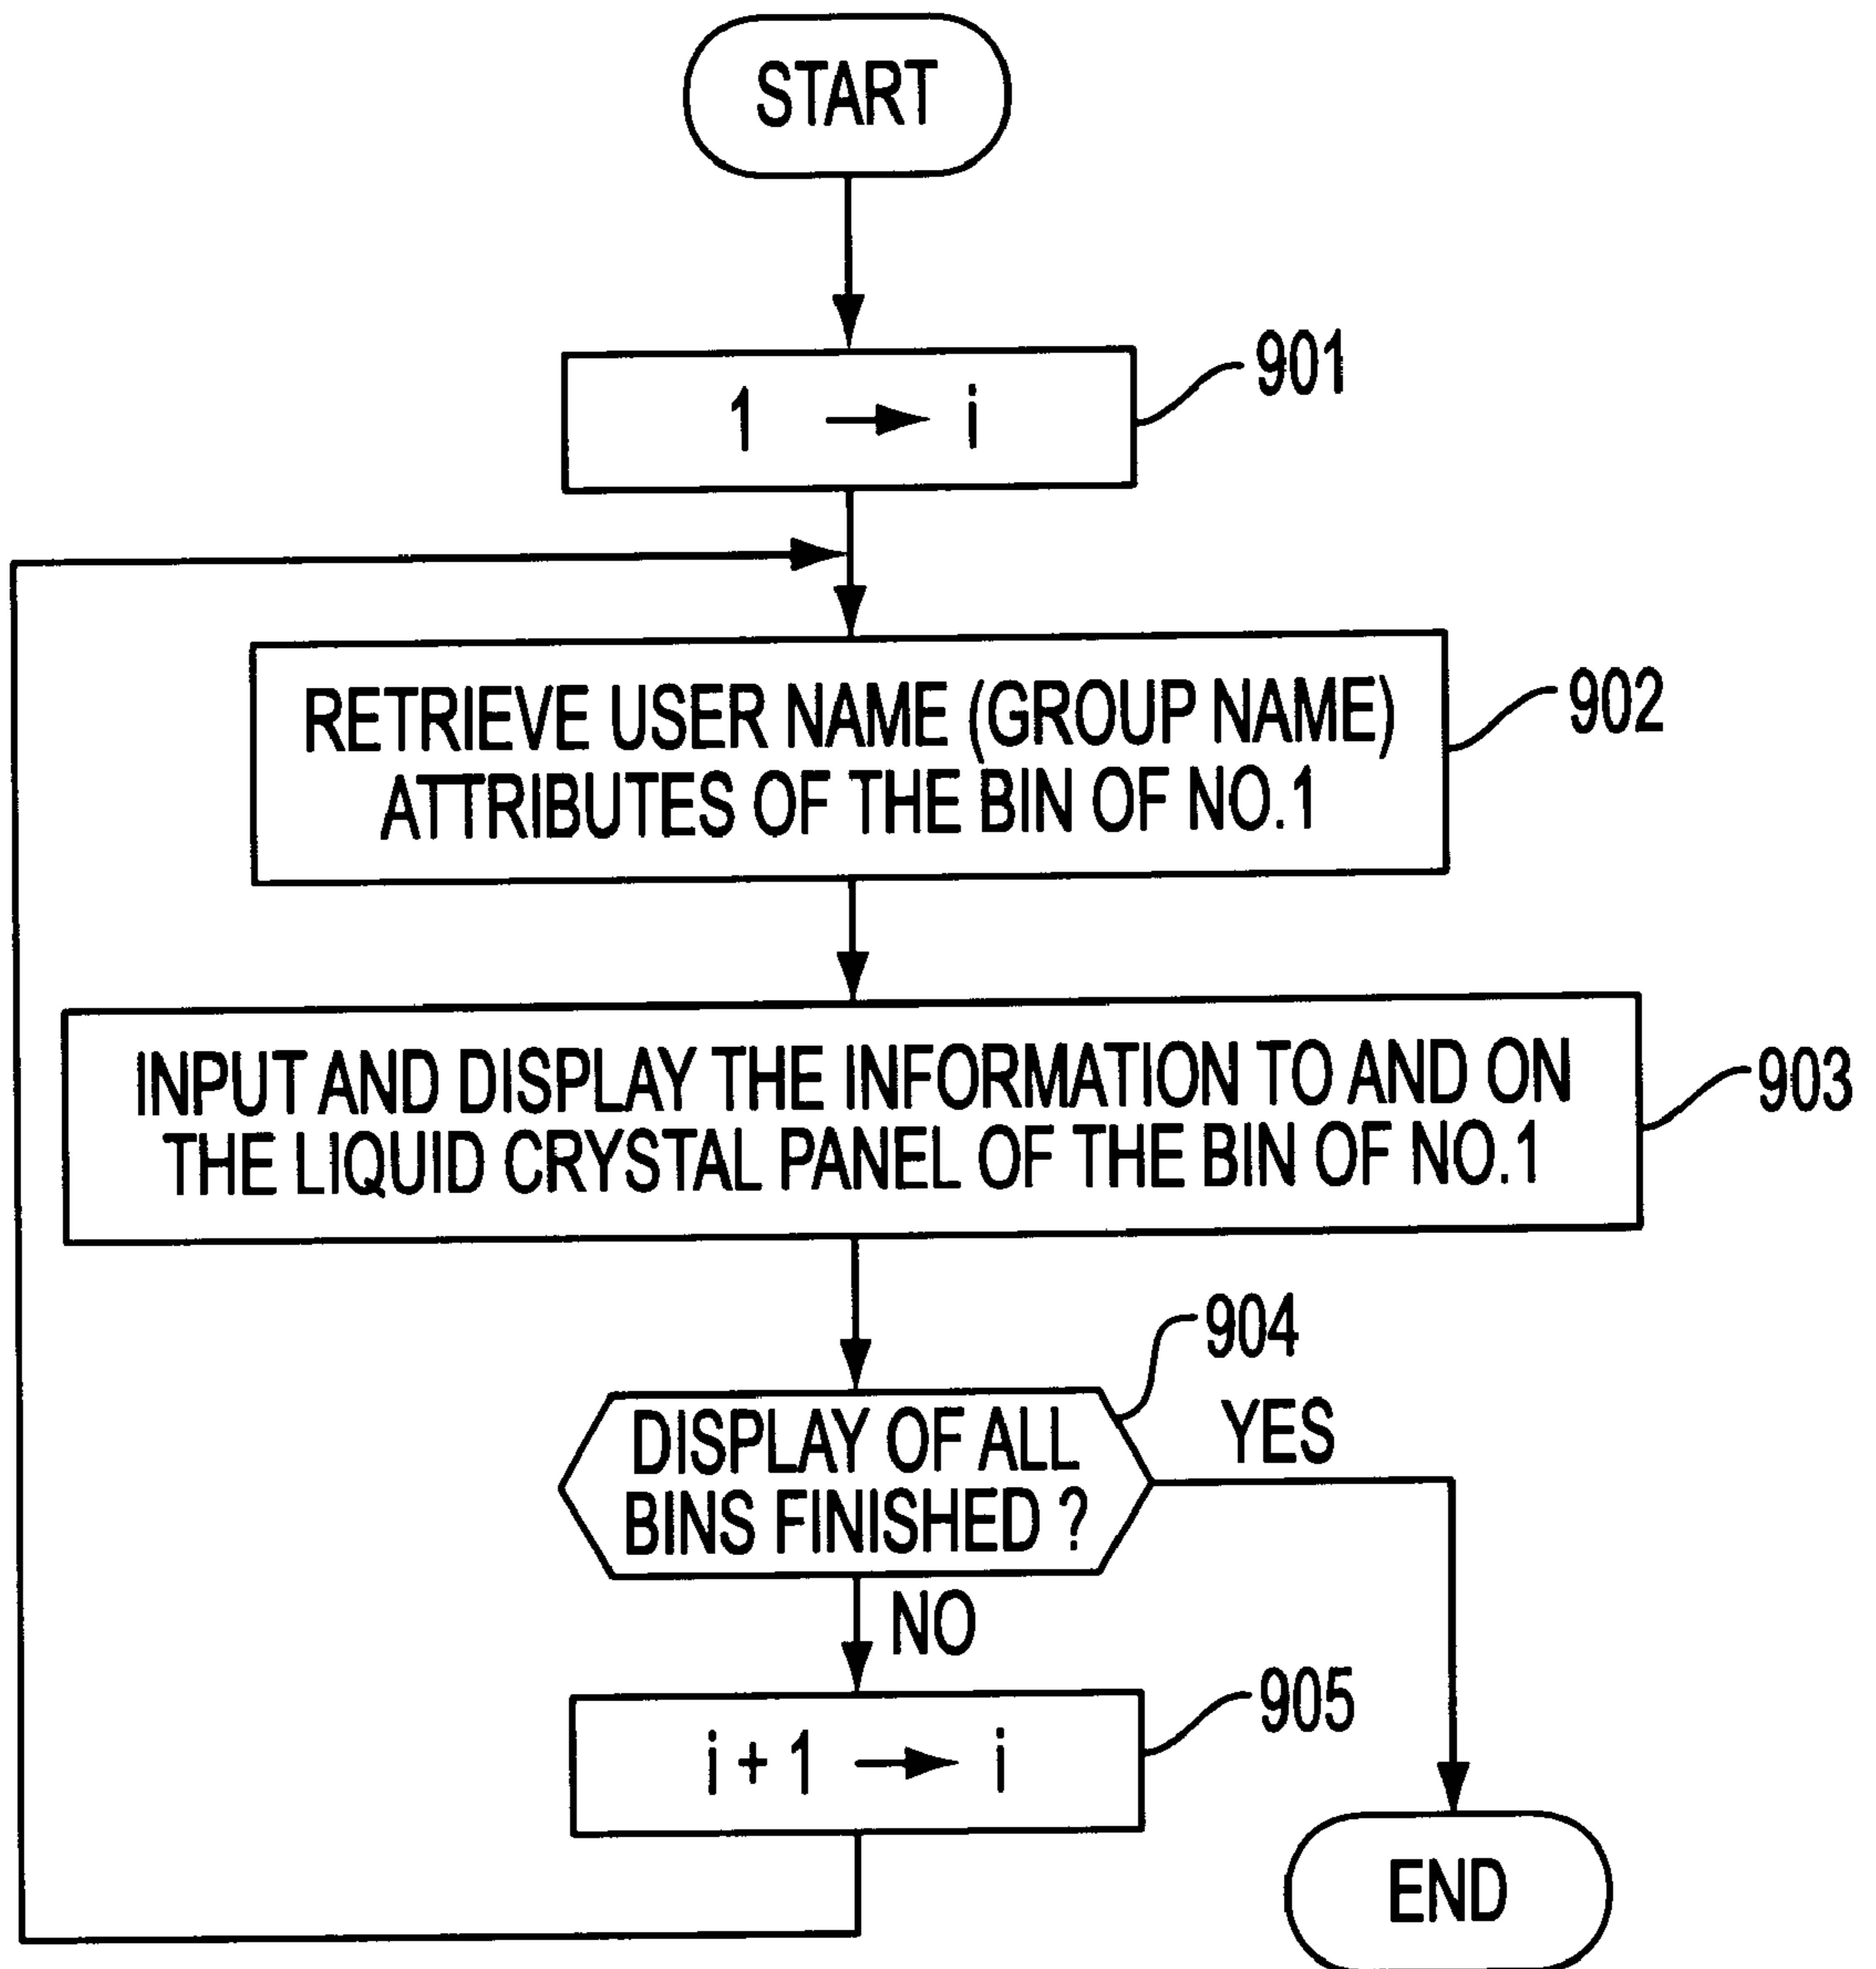 START
1 → i
901
RETRIEVE USER NAME (GROUP NAME)
ATTRIBUTES OF THE BIN OF NO.1
902
INPUT AND DISPLAY THE INFORMATION TO AND ON
THE LIQUID CRYSTAL PANEL OF THE BIN OF NO.1
903
904
DISPLAY OF ALL
BINS FINISHED ?
YES
NO
905
i + 1 → i
END